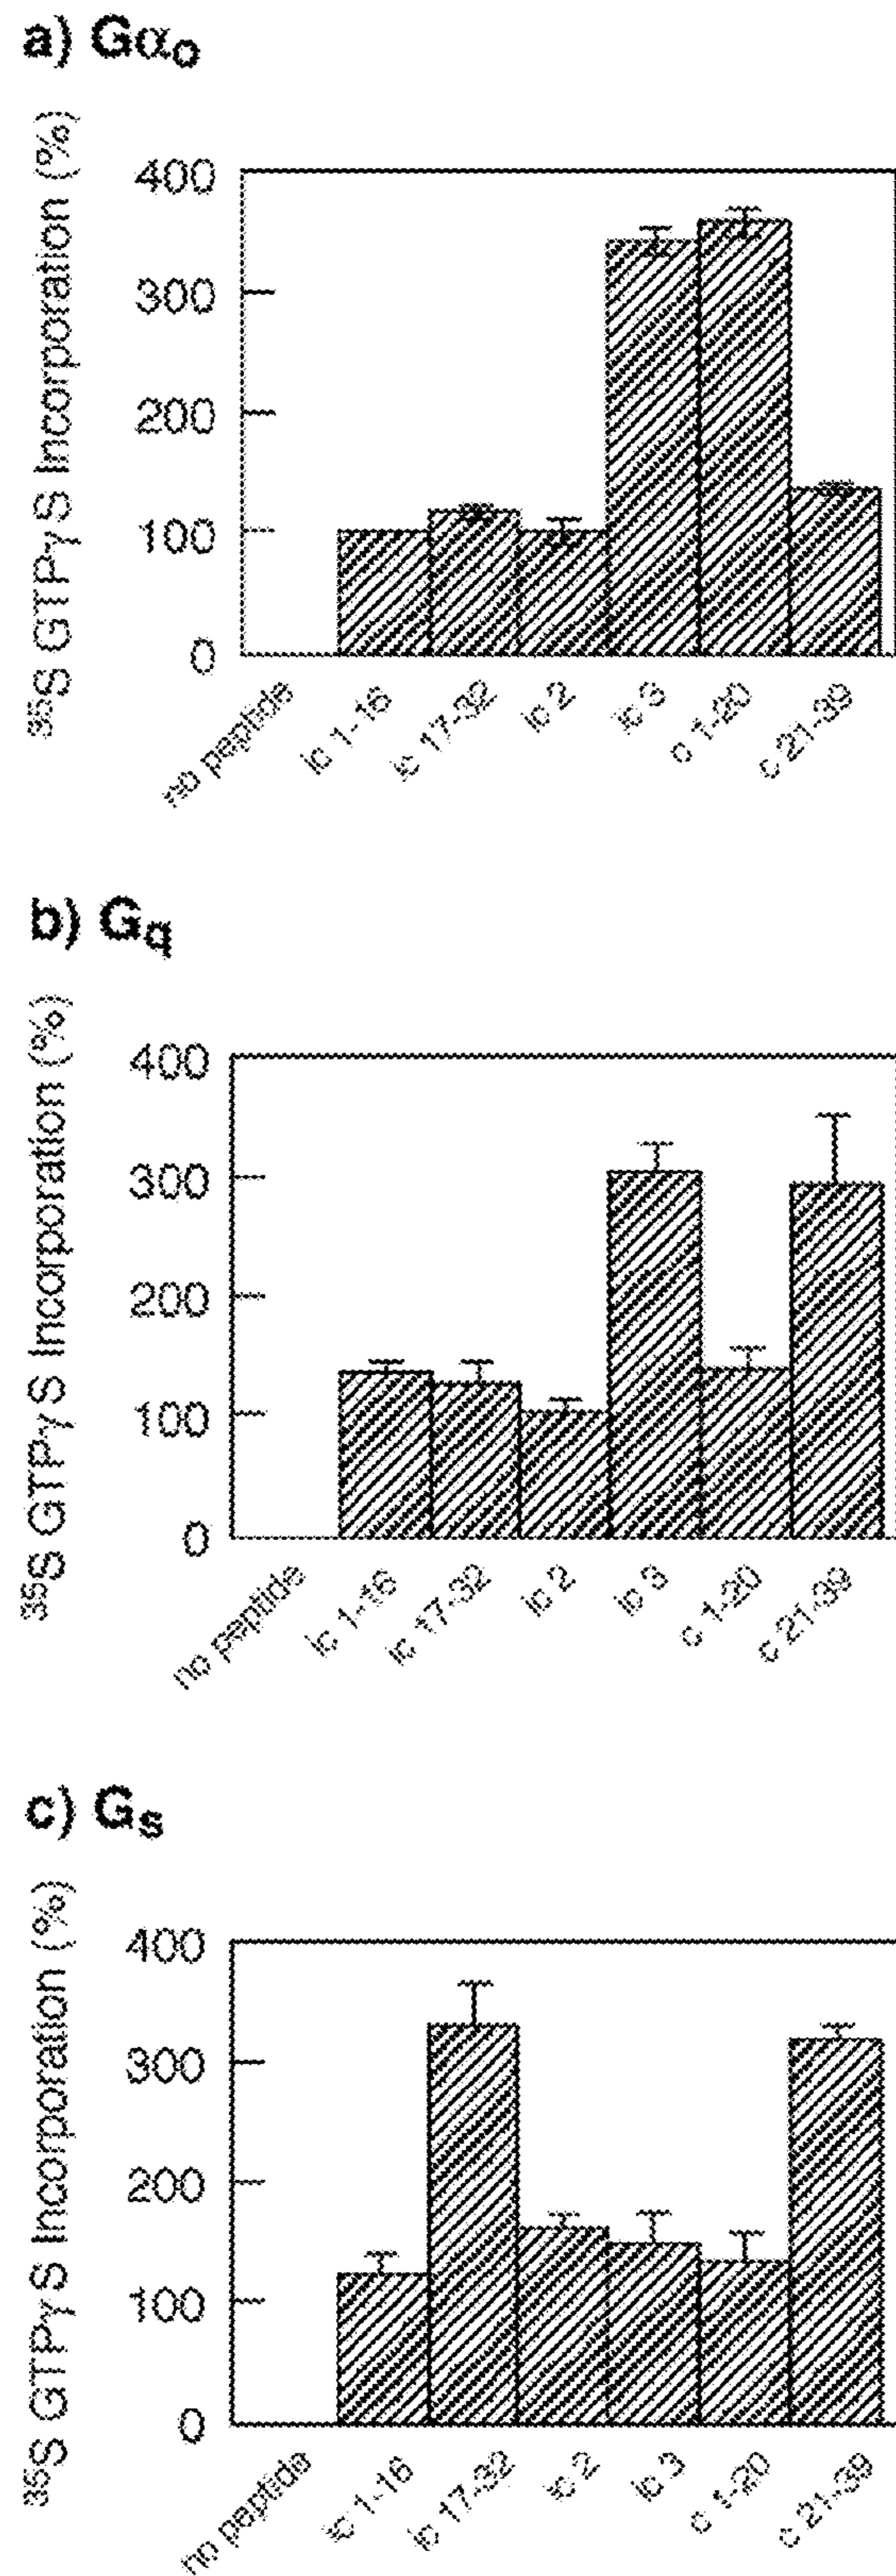 a) Gαo
35S GTPγS Incorporation (%)
400
300
200
100
0
no peptide
ic 1-16
ic 17-32
ic 2
ic 3
c 1-20
c 21-39
b) Gq
35S GTPγS Incorporation (%)
400
300
200
100
0
no peptide
ic 1-16
ic 17-32
ic 2
ic 3
c 1-20
c 21-39
c) Gs
35S GTPγS Incorporation (%)
400
300
200
100
0
no peptide
ic 1-16
ic 17-32
ic 2
ic 3
c 1-20
c 21-39